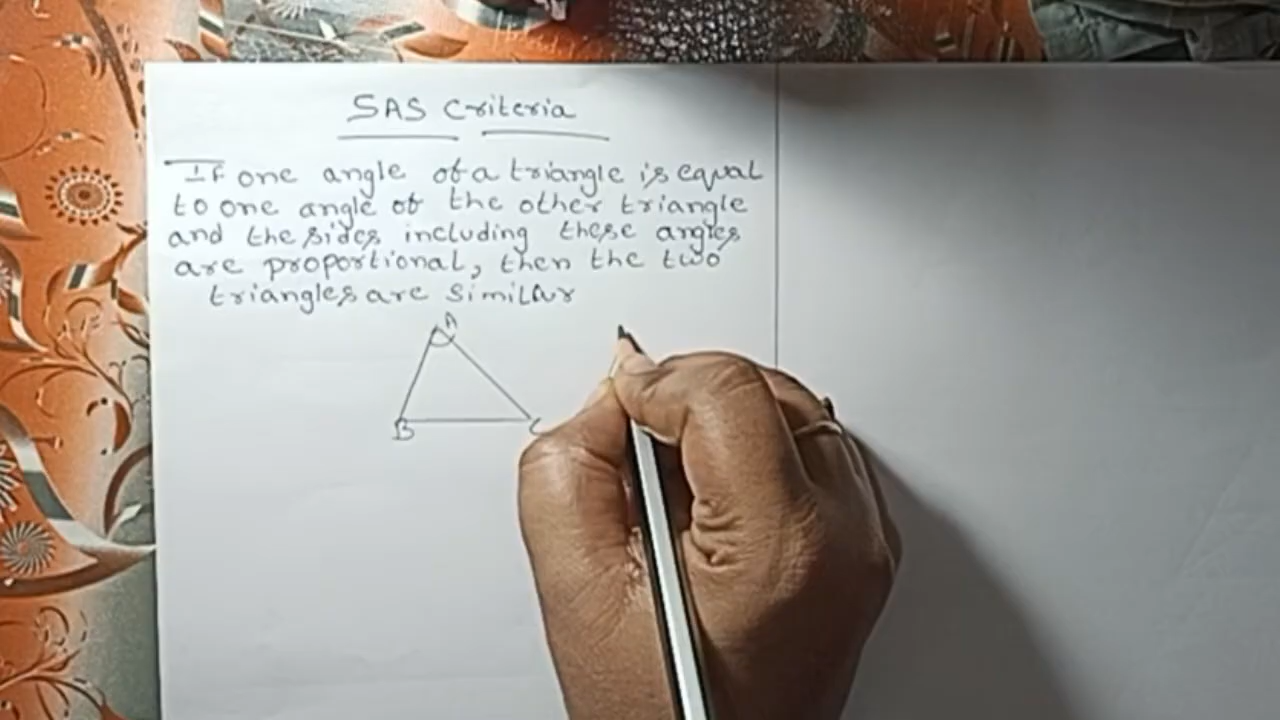 SAS Criteria
If one angle of a triangle is equal
to one angle of the other triangle
and the sides including these angles
are proportional, then the two
triangles are similar
A
B C